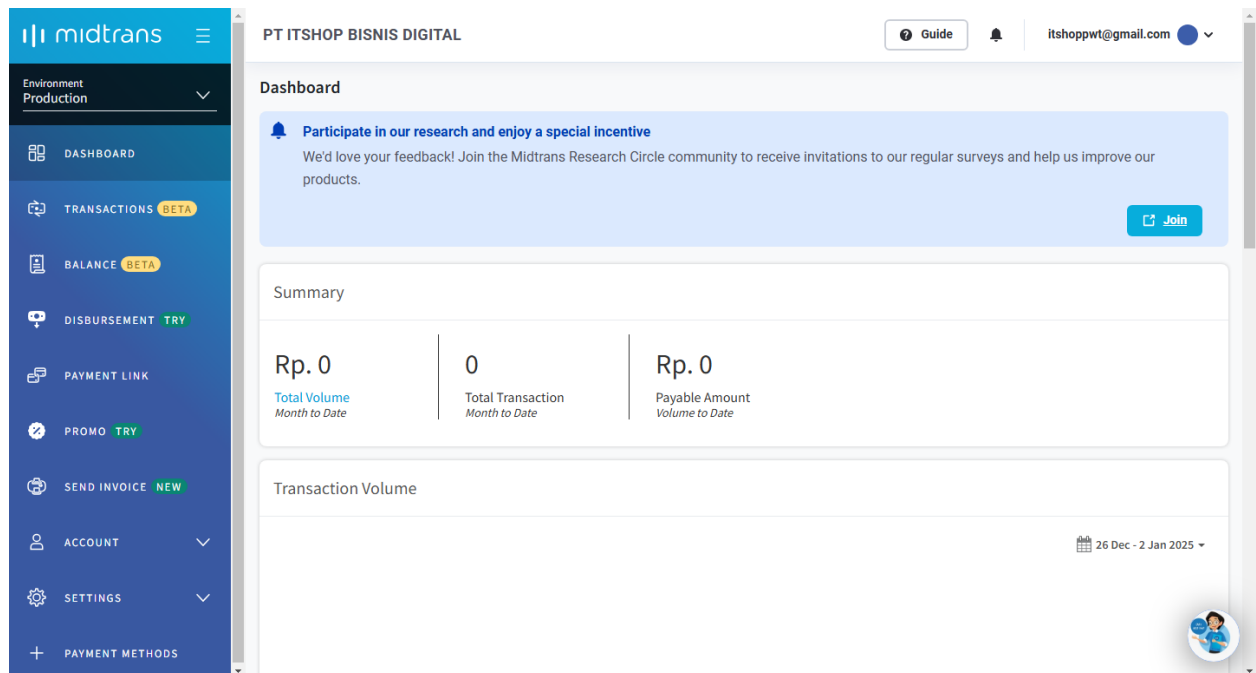 midtrans
Environment
Production
DASHBOARD
TRANSACTIONS BETA
BALANCE BETA
DISBURSEMENT TRY
PAYMENT LINK
PROMO TRY
SEND INVOICE NEW
ACCOUNT
SETTINGS
PAYMENT METHODS
PT ITSHOP BISNIS DIGITAL
Guide
itshoppwt@gmail.com
Dashboard
Participate in our research and enjoy a special incentive
We'd love your feedback! Join the Midtrans Research Circle community to receive invitations to our regular surveys and help us improve our
products.
Join
Summary
Rp. 0
Total Volume
Month to Date
0
Total Transaction
Month to Date
Rp. 0
Payable Amount
Volume to Date
Transaction Volume
26 Dec - 2 Jan 2025